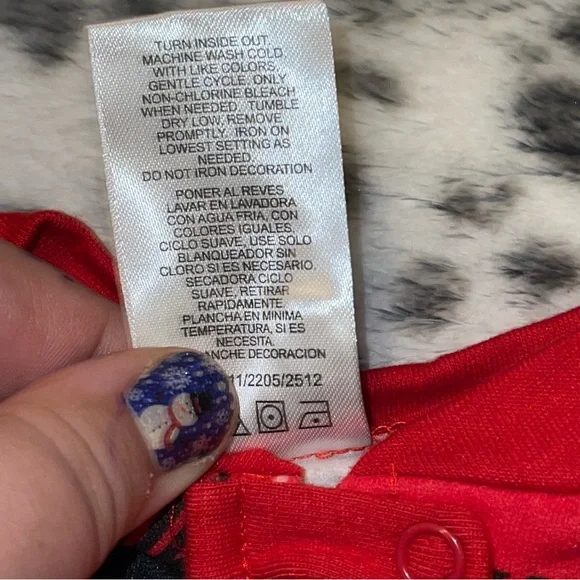 TURN INSIDE OUT.
MACHINE WASH COLD
WITH LIKE COLORS,
GENTLE CYCLE. ONLY
NON-CHLORINE BLEACH
WHEN NEEDED. TUMBLE
DRY LOW, REMOVE
PROMPTLY. IRON ON
LOWEST SETTING AS
NEEDED.
DO NOT IRON DECORATION
PONER AL REVES
LAVAR EN LAVADORA
CON AGUA FRIA, CON
COLORES IGUALES,
CICLO SUAVE, USE SOLO
BLANQUEADOR SIN
CLORO SI ES NECESARIO.
SECADORA CICLO
SUAVE, RETIRAR
RAPIDAMENTE.
PLANCHA EN MINIMA
TEMPERATURA, SI ES
NECESITA.
ANCHE DECORACION
11/2205/2512